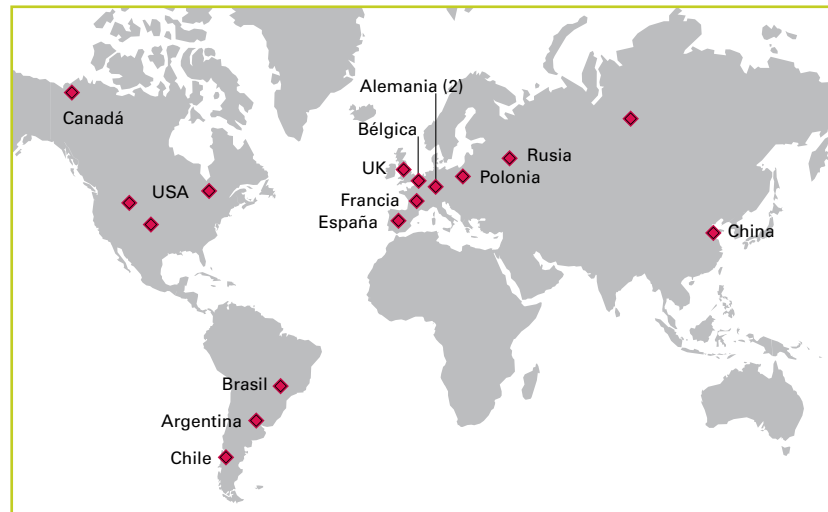 Alemania (2)
Canadá
Bélgica
UK
Rusia
Polonia
USA
Francia
España
China
Brasil
Argentina
Chile